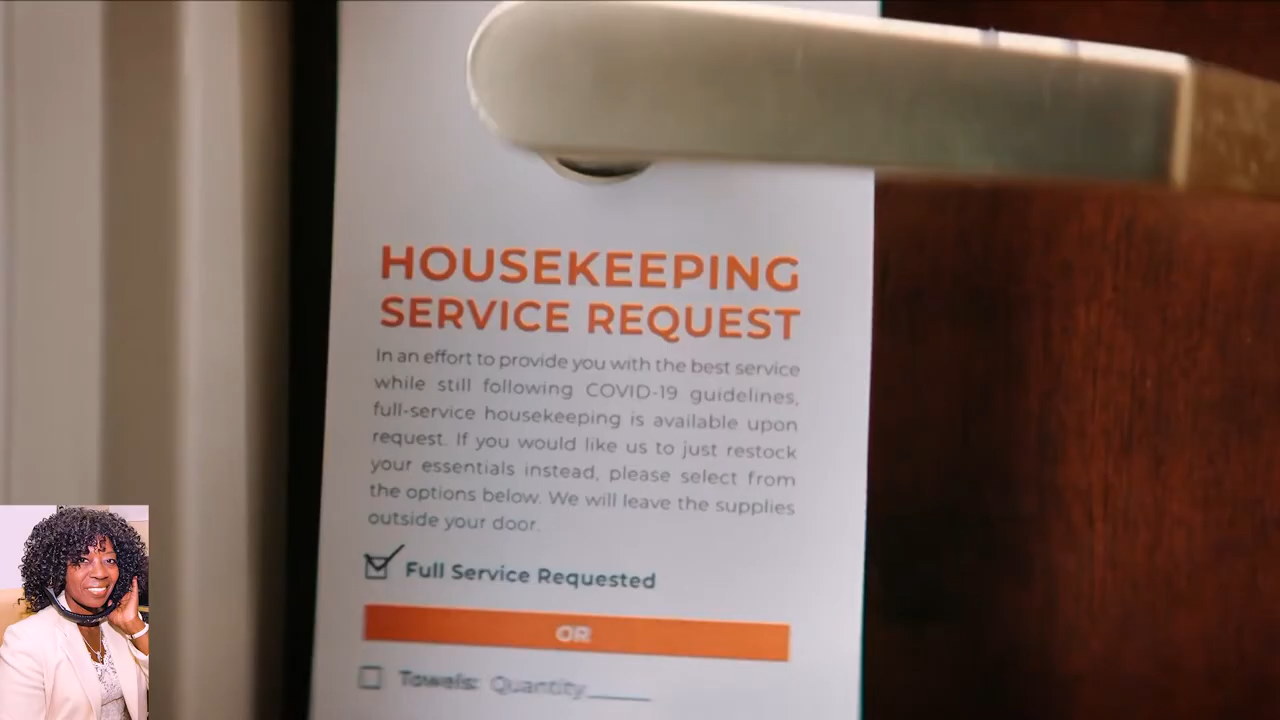 HOUSEKEEPING
SERVICE REQUEST
In an effort to provide you with the best service
while still following COVID-19 guidelines,
full-service housekeeping is available upon
request. If you would like us to just restock
your essentials instead, please select from
the options below. We will leave the supplies
outside your door.
Full Service Requested
OR
Towels: Quantity_____